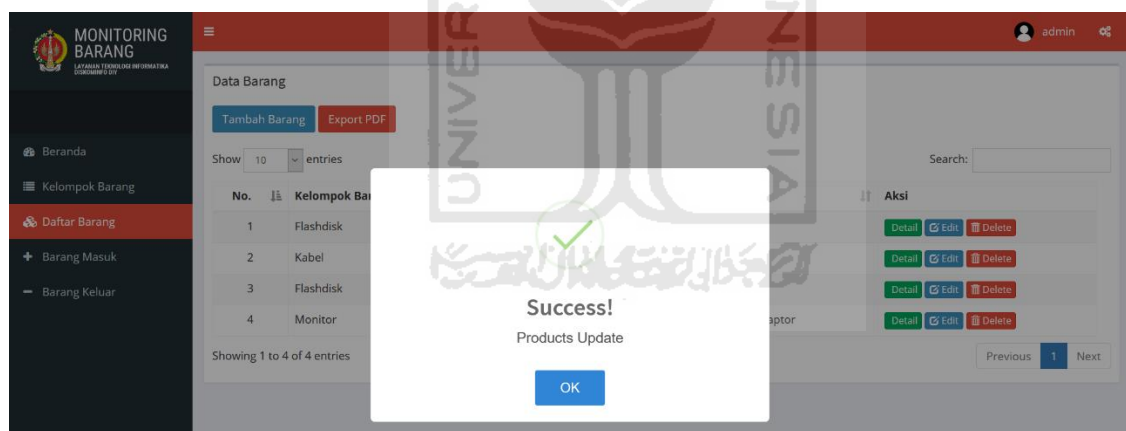 MONITORING
BARANG
LAYANAN TEKNOLOGI INFORMATIKA
DISKOMINFO DIY
admin
Beranda
Kelompok Barang
Daftar Barang
Barang Masuk
Barang Keluar
Data Barang
Tambah Barang Export PDF
Show 10 entries Search:
No. Kelompok Bar Aksi
1 Flashdisk Detail Edit Delete
2 Kabel Detail Edit Delete
3 Flashdisk Detail Edit Delete
4 Monitor aptor Detail Edit Delete
Showing 1 to 4 of 4 entries Previous 1 Next
Success!
Products Update
OK
UNIVER
NESIA